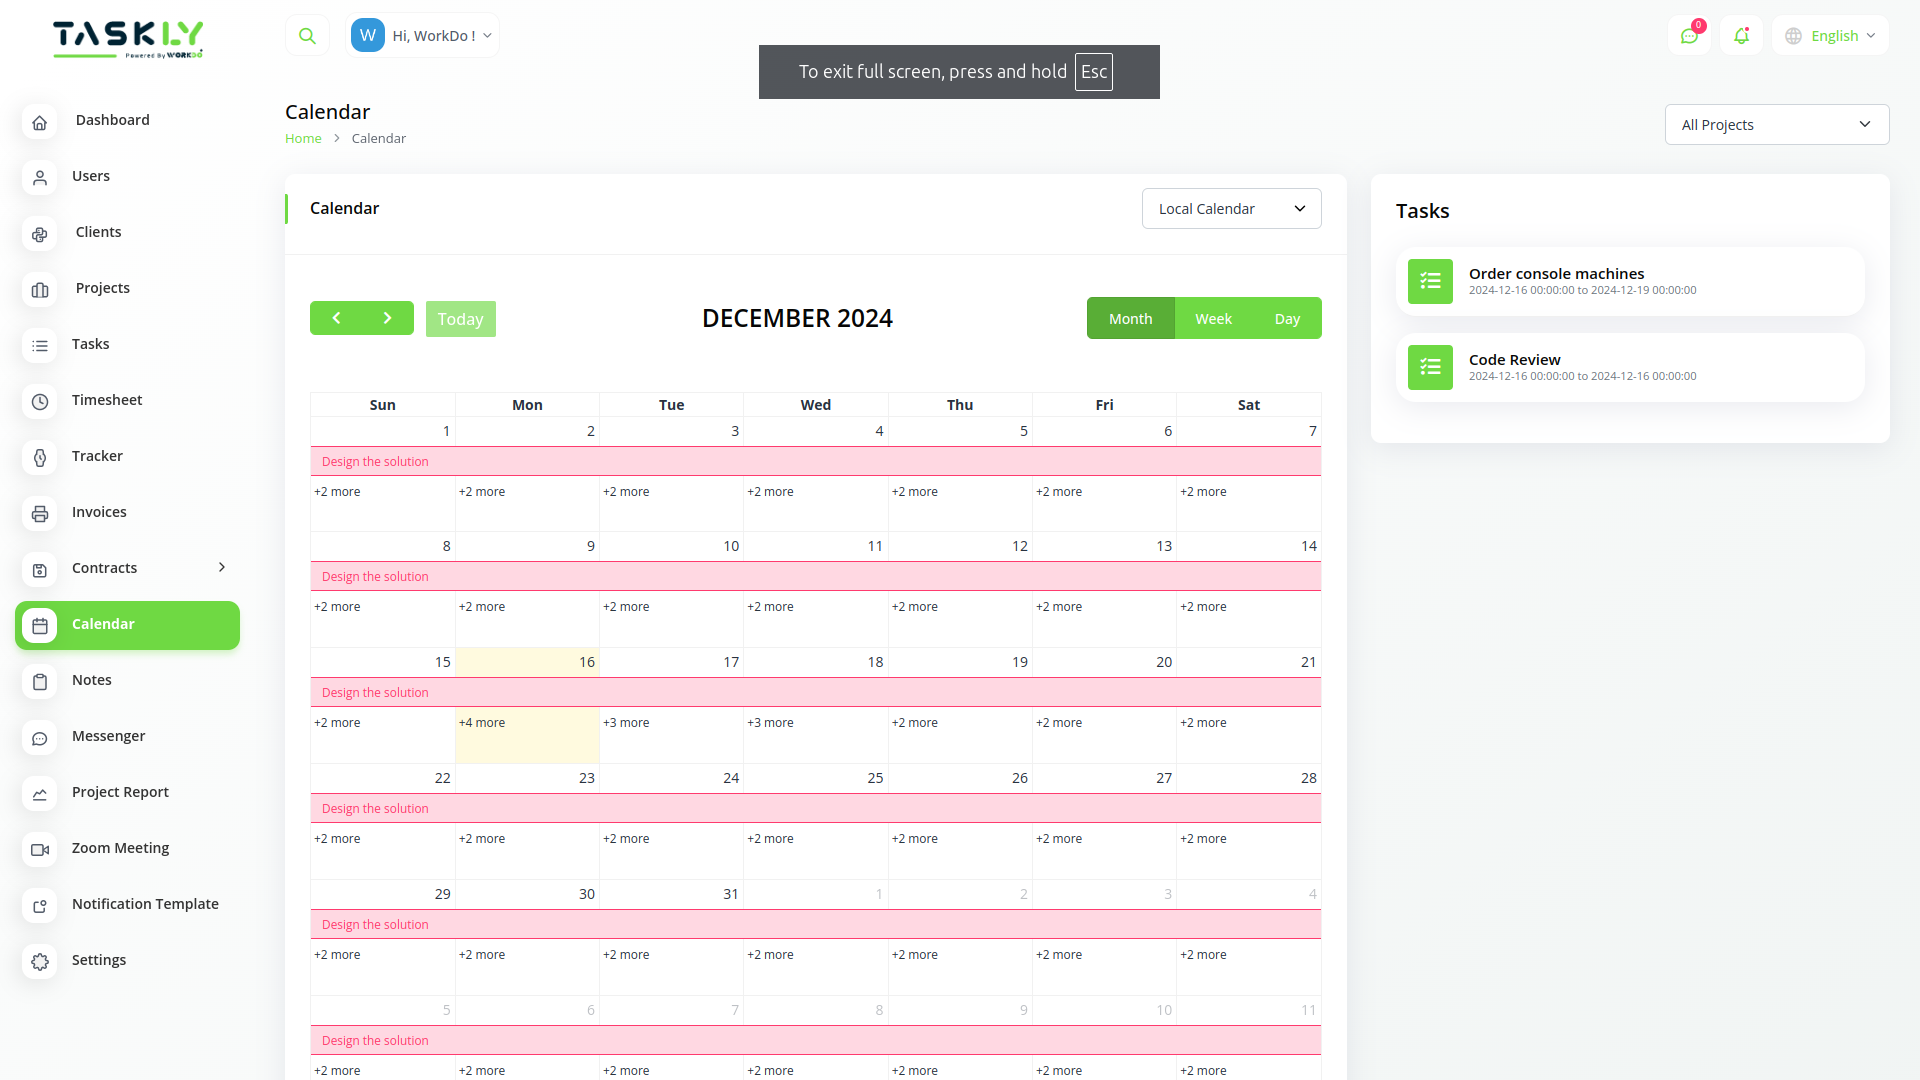 TASKLY
Powered By WORKDO
W Hi, WorkDo !
0
English
To exit full screen, press and hold Esc
Dashboard
Users
Clients
Projects
Tasks
Timesheet
Tracker
Invoices
Contracts
Calendar
Notes
Messenger
Project Report
Zoom Meeting
Notification Template
Settings
Calendar
Home > Calendar
All Projects
Calendar
Local Calendar
Today
DECEMBER 2024
Month Week Day
Sun Mon Tue Wed Thu Fri Sat
1 2 3 4 5 6 7
Design the solution
+2 more +2 more +2 more +2 more +2 more +2 more +2 more
8 9 10 11 12 13 14
Design the solution
+2 more +2 more +2 more +2 more +2 more +2 more +2 more
15 16 17 18 19 20 21
Design the solution
+2 more +4 more +3 more +3 more +2 more +2 more +2 more
22 23 24 25 26 27 28
Design the solution
+2 more +2 more +2 more +2 more +2 more +2 more +2 more
29 30 31 1 2 3 4
Design the solution
+2 more +2 more +2 more +2 more +2 more +2 more +2 more
5 6 7 8 9 10 11
Design the solution
+2 more +2 more +2 more +2 more +2 more +2 more +2 more
Tasks
Order console machines
2024-12-16 00:00:00 to 2024-12-19 00:00:00
Code Review
2024-12-16 00:00:00 to 2024-12-16 00:00:00